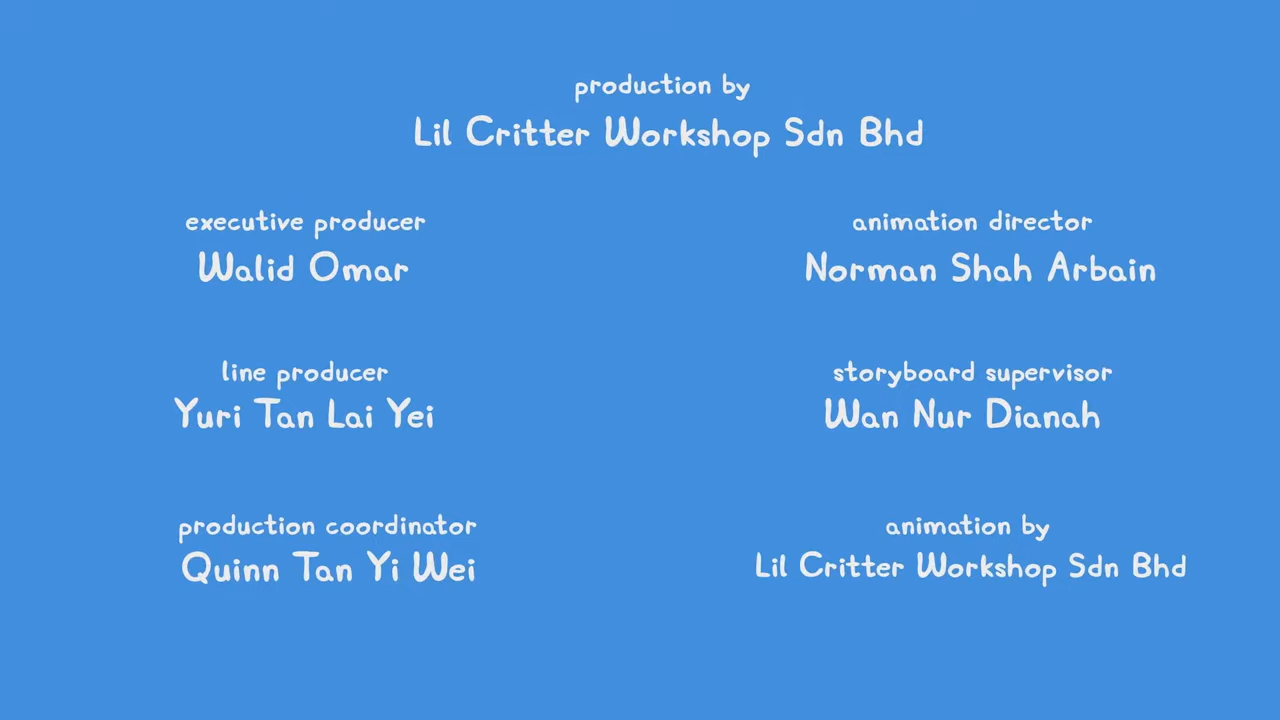 production by
Lil Critter Workshop Sdn Bhd
executive producer
Walid Omar
animation director
Norman Shah Arbain
line producer
Yuri Tan Lai Yei
storyboard supervisor
Wan Nur Dianah
production coordinator
Quinn Tan Yi Wei
animation by
Lil Critter Workshop Sdn Bhd